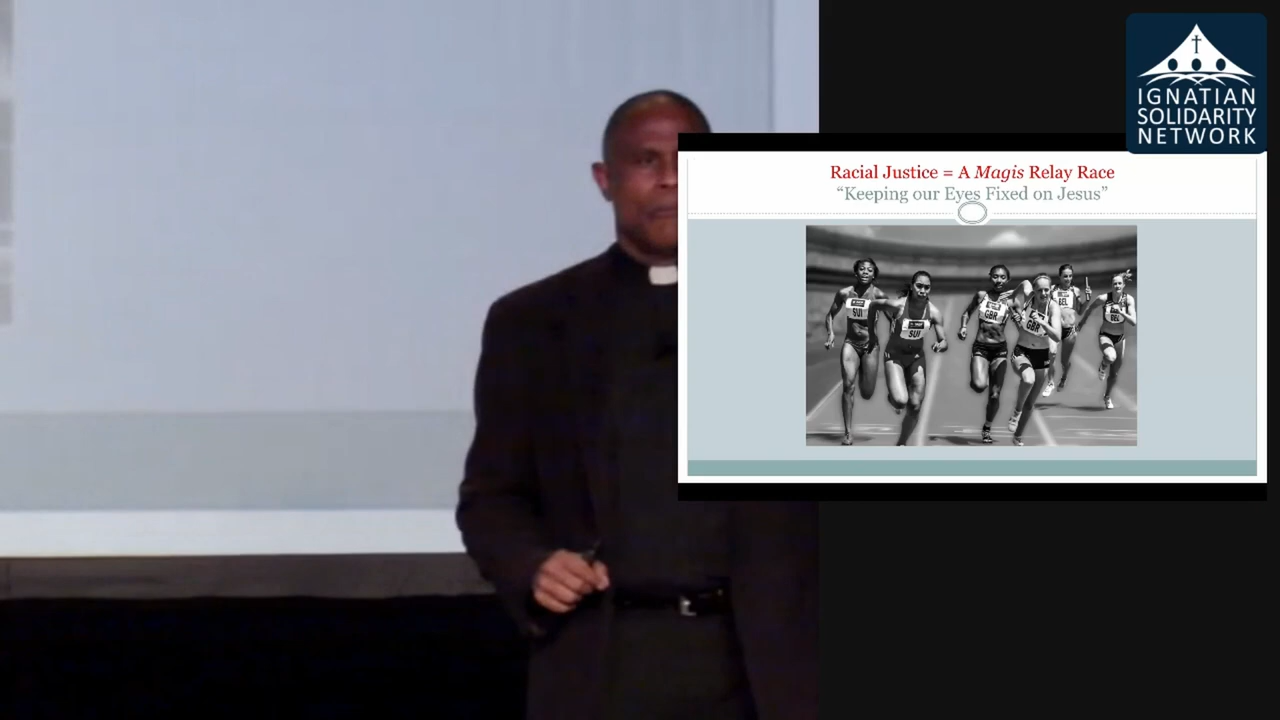 IGNATIAN
SOLIDARITY
NETWORK
Racial Justice = A Magis Relay Race
“Keeping our Eyes Fixed on Jesus”
SUI
SUI
GBR
GBR
BEL
BEL